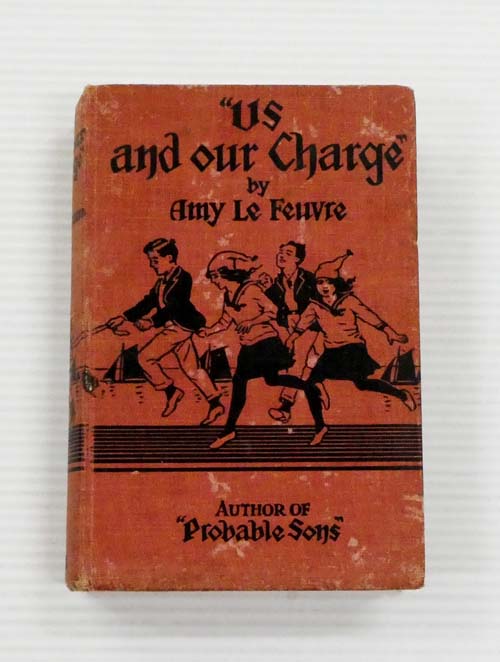 "Us
and our Charge"
by
Amy Le Feuvre
AUTHOR OF
"Probable Sons"